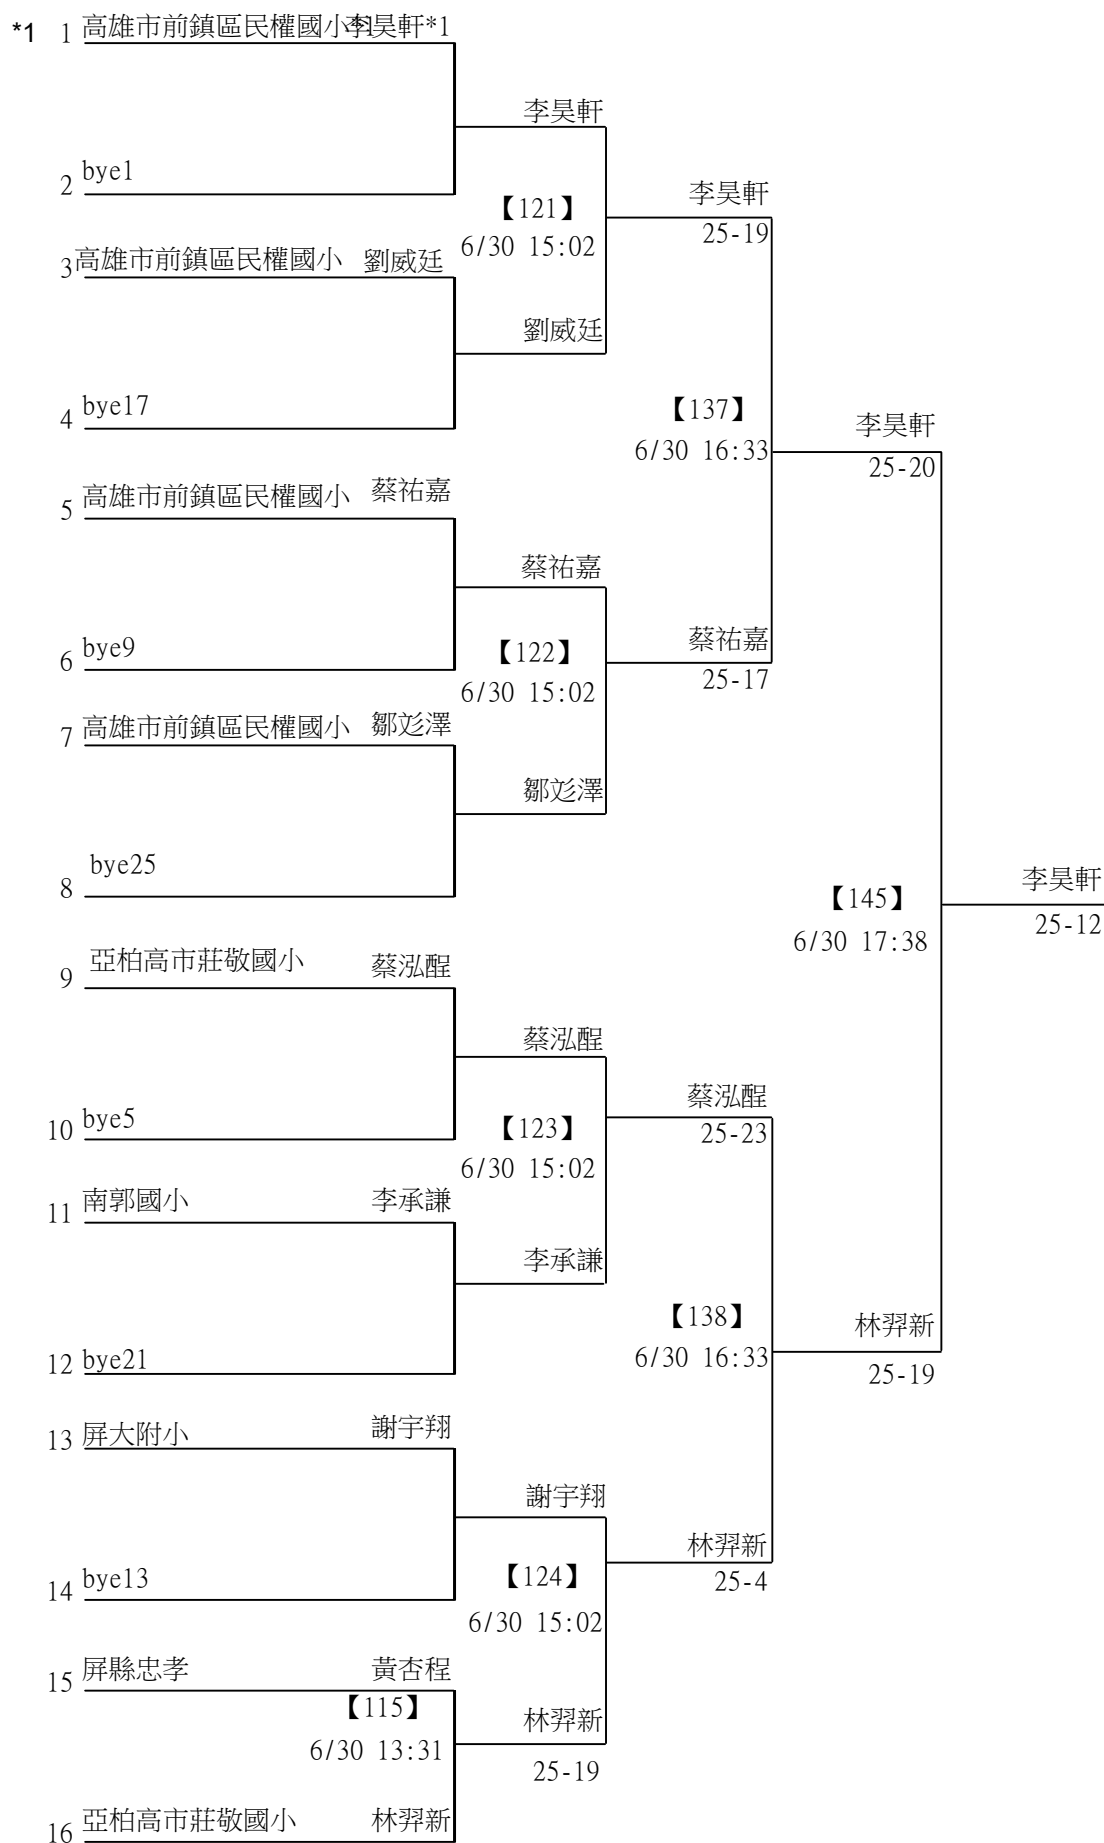 *1 1 高雄市前鎮區民權國小 李昊軒*1
李昊軒
2 bye1
【121】
6/30 15:02
李昊軒
25-19
3 高雄市前鎮區民權國小 劉威廷
劉威廷
4 bye17
【137】
6/30 16:33
李昊軒
25-20
5 高雄市前鎮區民權國小 蔡祐嘉
蔡祐嘉
6 bye9
【122】
6/30 15:02
蔡祐嘉
25-17
7 高雄市前鎮區民權國小 鄒彣澤
鄒彣澤
8 bye25
【145】
6/30 17:38
李昊軒
25-12
9 亞柏高市莊敬國小 蔡泓酲
蔡泓酲
10 bye5
【123】
6/30 15:02
蔡泓酲
25-23
11 南郭國小 李承謙
李承謙
12 bye21
【138】
6/30 16:33
林羿新
25-19
13 屏大附小 謝宇翔
謝宇翔
14 bye13
【124】
6/30 15:02
林羿新
25-4
15 屏縣忠孝 黃杏程
【115】
6/30 13:31
林羿新
25-19
16 亞柏高市莊敬國小 林羿新